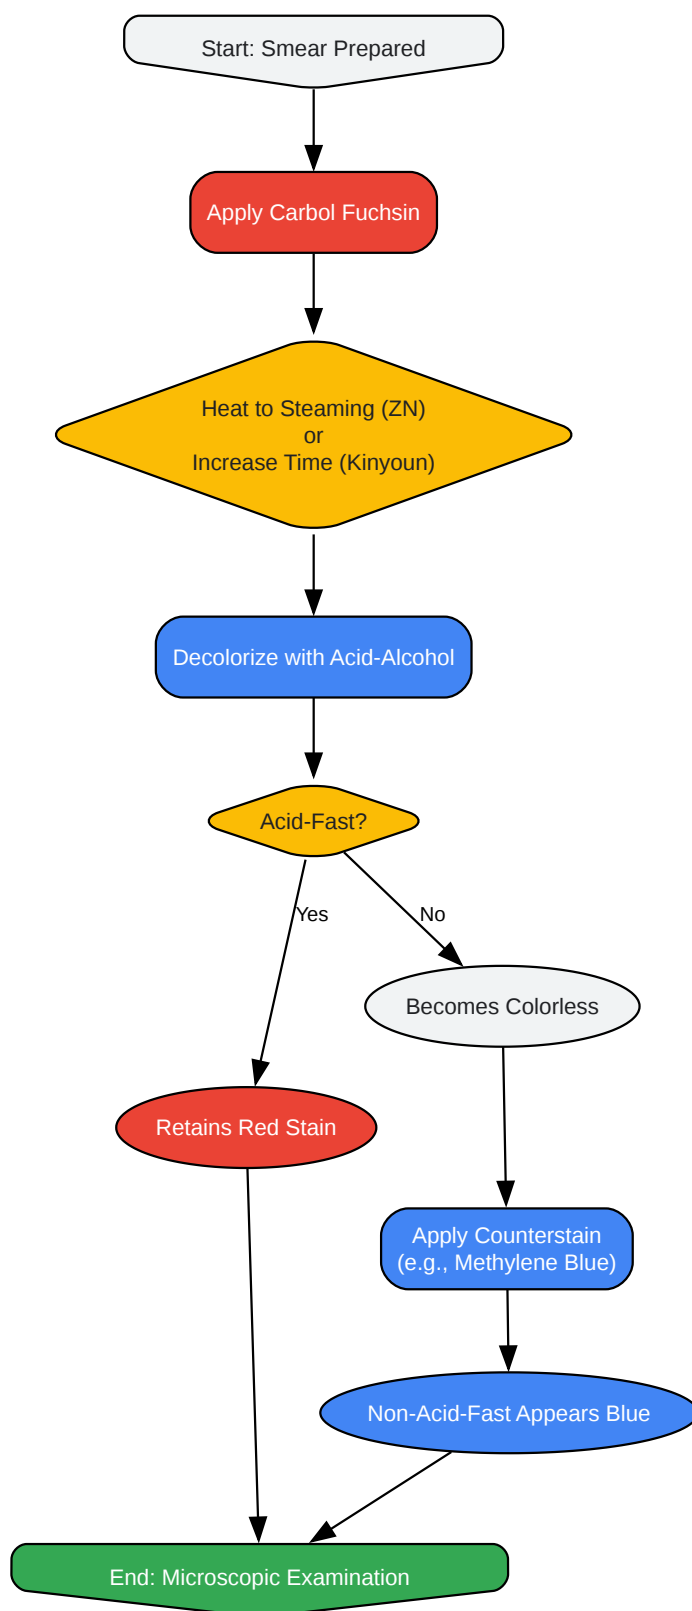 Start: Smear Prepared
Apply Carbol Fuchsin
Heat to Steaming (ZN)
or
Increase Time (Kinyoun)
Decolorize with Acid-Alcohol
Acid-Fast?
Yes
No
Becomes Colorless
Retains Red Stain
Apply Counterstain
(e.g., Methylene Blue)
Non-Acid-Fast Appears Blue
End: Microscopic Examination